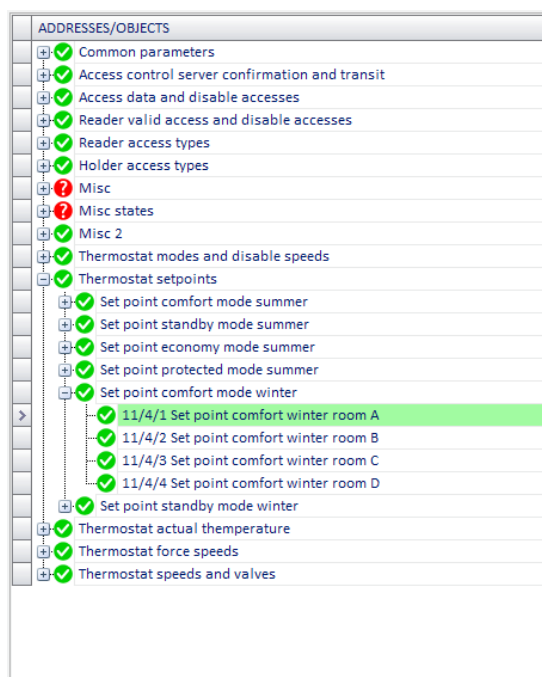 ADDRESSES/OBJECTS
Common parameters
Access control server confirmation and transit
Access data and disable accesses
Reader valid access and disable accesses
Reader access types
Holder access types
Misc
Misc states
Misc 2
Thermostat modes and disable speeds
Thermostat setpoints
Set point comfort mode summer
Set point standby mode summer
Set point economy mode summer
Set point protected mode summer
Set point comfort mode winter
11/4/1 Set point comfort winter room A
11/4/2 Set point comfort winter room B
11/4/3 Set point comfort winter room C
11/4/4 Set point comfort winter room D
Set point standby mode winter
Thermostat actual themperature
Thermostat force speeds
Thermostat speeds and valves